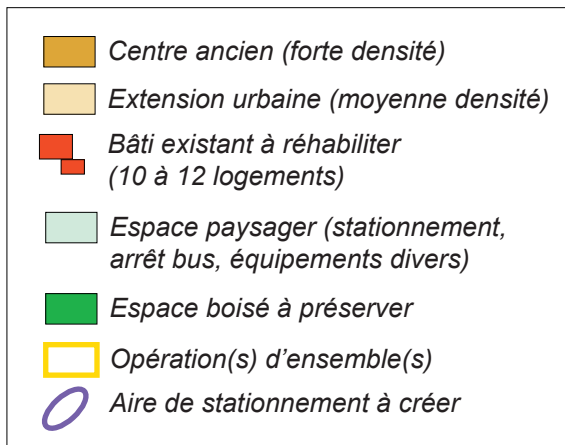 Centre ancien (forte densité)
Extension urbaine (moyenne densité)
Bâti existant à réhabiliter
(10 à 12 logements)
Espace paysager (stationnement,
arrêt bus, équipements divers)
Espace boisé à préserver
Opération(s) d'ensemble(s)
Aire de stationnement à créer